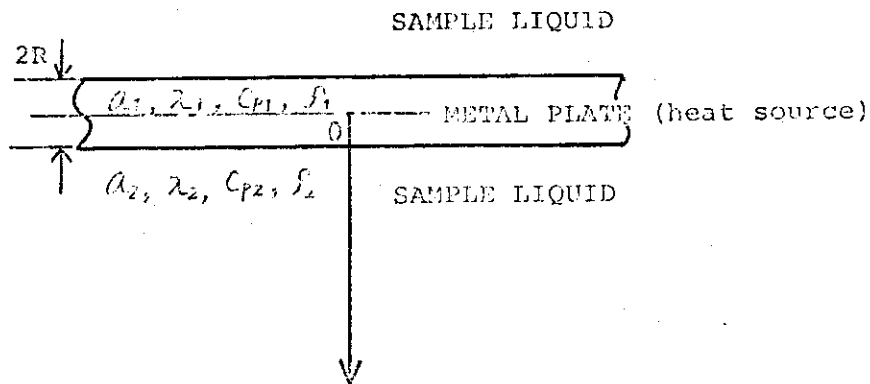 SAMPLE LIQUID
2R
a₁, λ₁, Cp₁, ρ₁
METAL PLATE (heat source)
0
a₂, λ₂, Cp₂, ρ₂
SAMPLE LIQUID